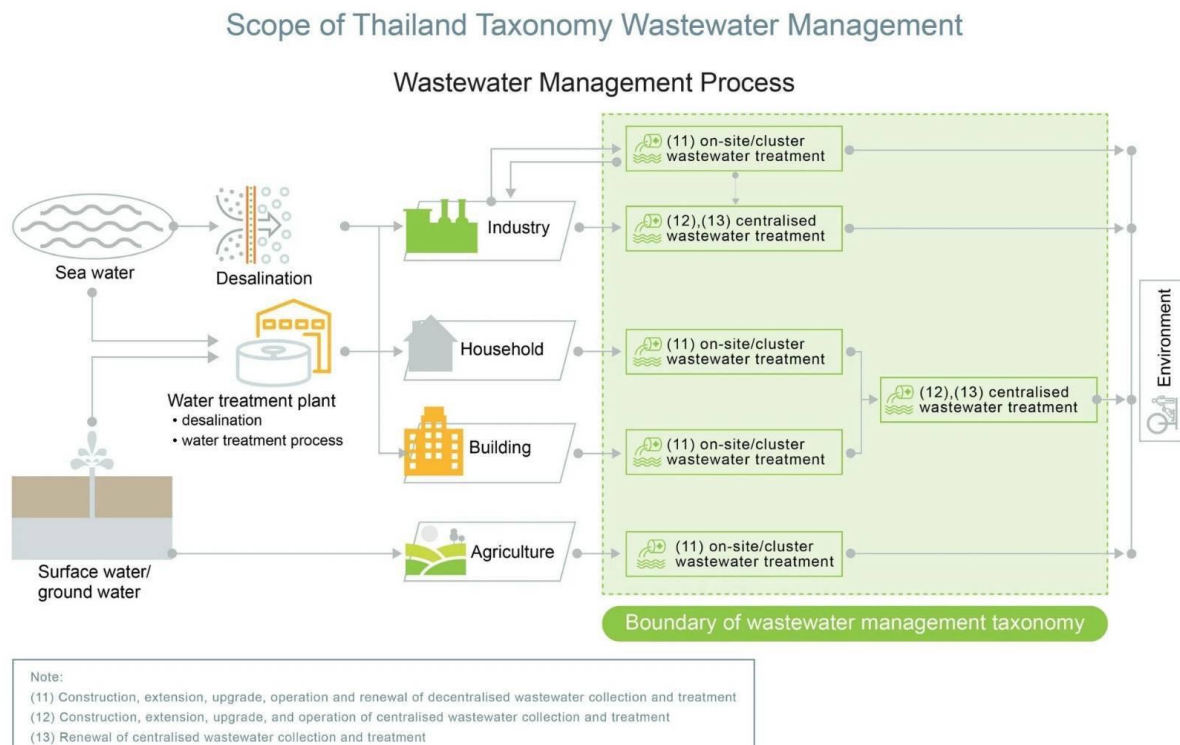 Scope of Thailand Taxonomy Wastewater Management
Wastewater Management Process
(11) on-site/cluster
wastewater treatment
(12),(13) centralised
wastewater treatment
Industry
Sea water
Desalination
Household
(11) on-site/cluster
wastewater treatment
(12),(13) centralised
wastewater treatment
Environment
Water treatment plant
• desalination
• water treatment process
Building
(11) on-site/cluster
wastewater treatment
Agriculture
(11) on-site/cluster
wastewater treatment
Surface water/
ground water
Boundary of wastewater management taxonomy
Note:
(11) Construction, extension, upgrade, operation and renewal of decentralised wastewater collection and treatment
(12) Construction, extension, upgrade, and operation of centralised wastewater collection and treatment
(13) Renewal of centralised wastewater collection and treatment